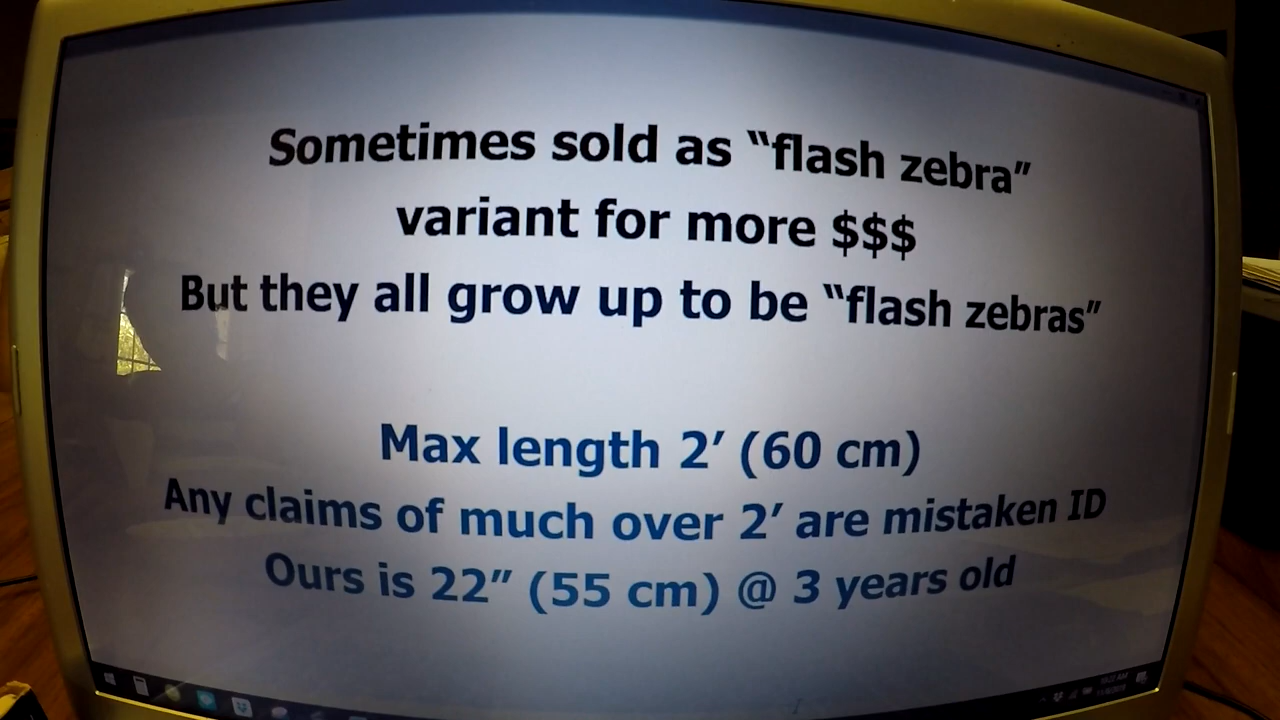 Sometimes sold as “flash zebra”
variant for more $$$
But they all grow up to be “flash zebras”
Max length 2’ (60 cm)
Any claims of much over 2’ are mistaken ID
Ours is 22” (55 cm) @ 3 years old